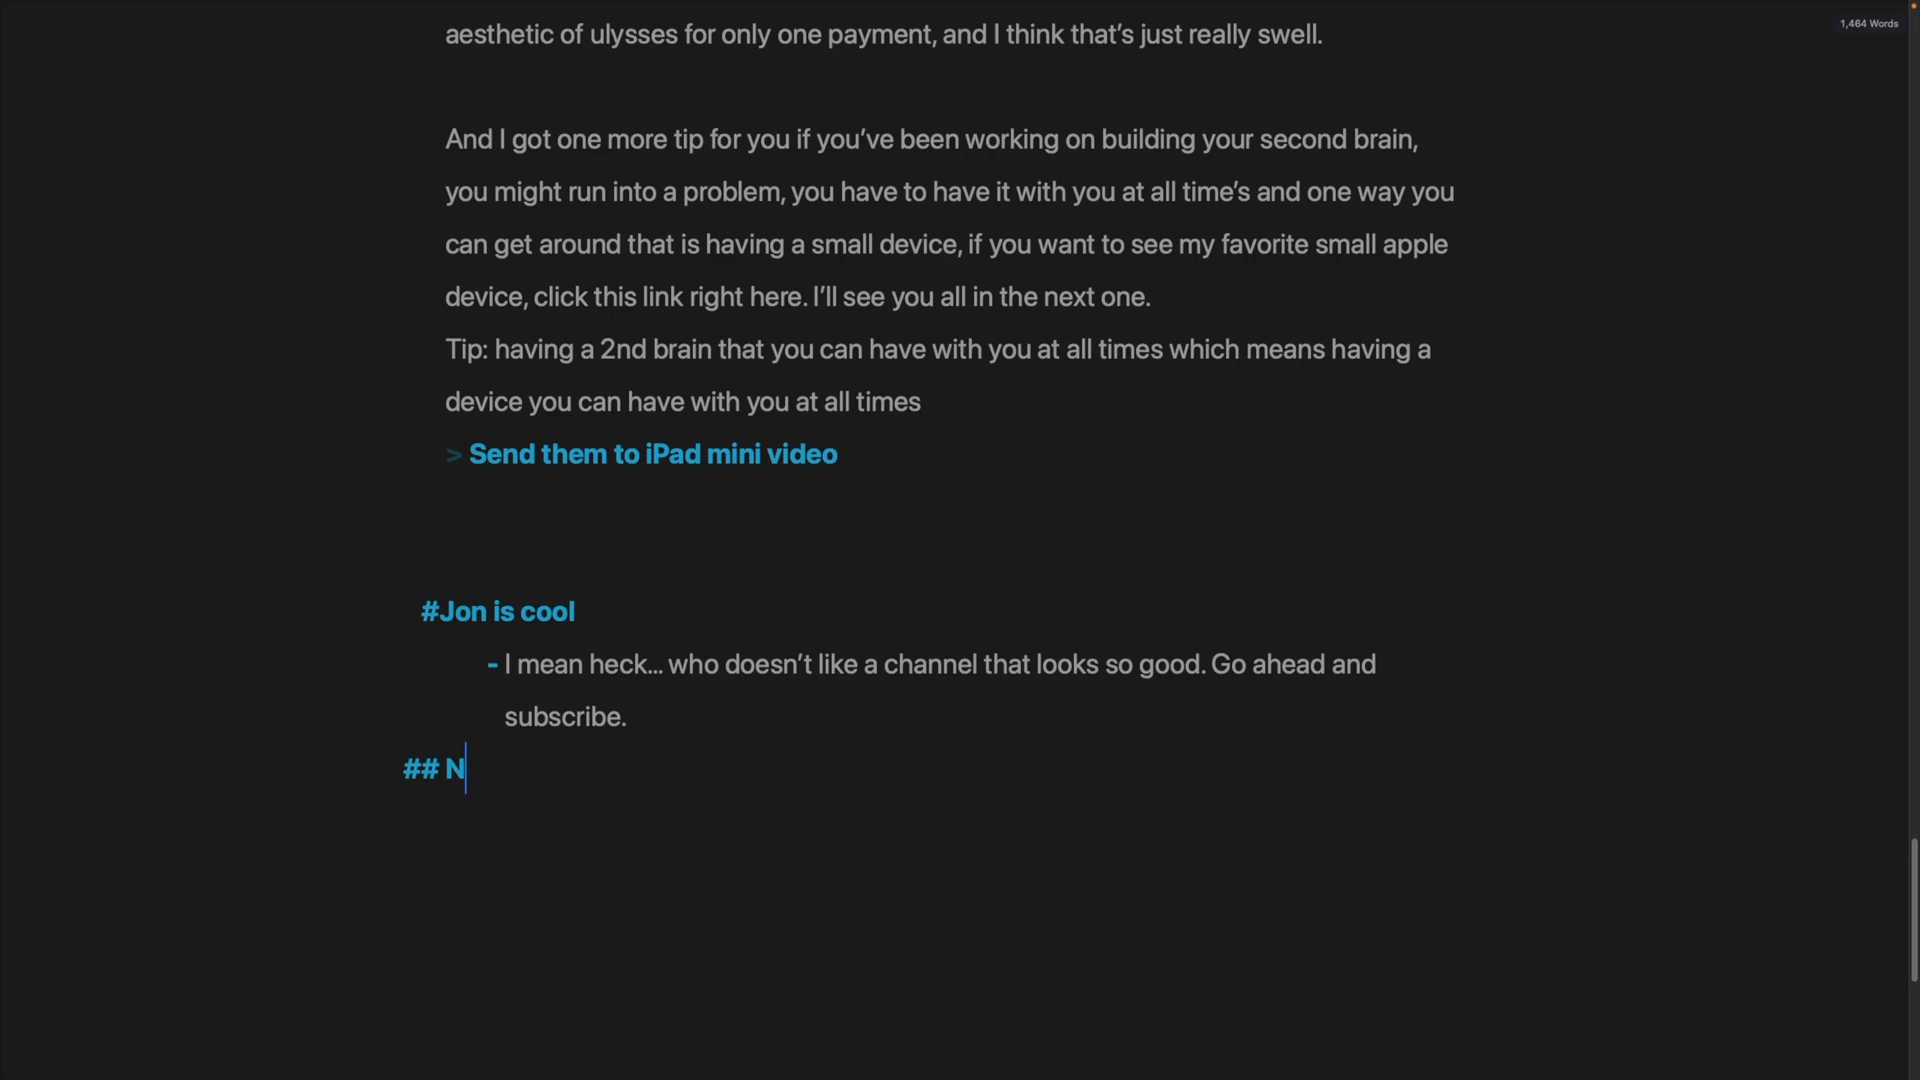 1,464 Words
aesthetic of ulysses for only one payment, and I think that’s just really swell.
And I got one more tip for you if you’ve been working on building your second brain,
you might run into a problem, you have to have it with you at all time’s and one way you
can get around that is having a small device, if you want to see my favorite small apple
device, click this link right here. I’ll see you all in the next one.
Tip: having a 2nd brain that you can have with you at all times which means having a
device you can have with you at all times
> Send them to iPad mini video
#Jon is cool
- I mean heck… who doesn’t like a channel that looks so good. Go ahead and
subscribe.
## N